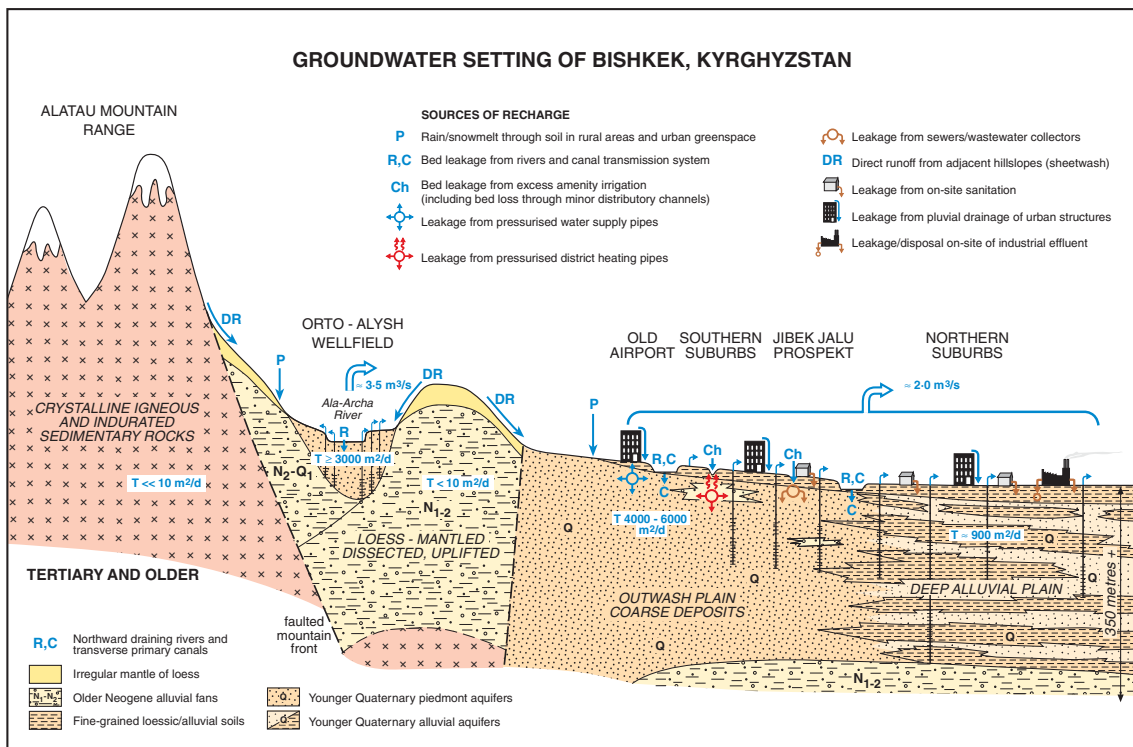 GROUNDWATER SETTING OF BISHKEK, KYRGHYZSTAN
ALATAU MOUNTAIN
RANGE
SOURCES OF RECHARGE
P Rain/snowmelt through soil in rural areas and urban greenspace
R,C Bed leakage from rivers and canal transmission system
Ch Bed leakage from excess amenity irrigation
(including bed loss through minor distributory channels)
Leakage from pressurised water supply pipes
Leakage from pressurised district heating pipes
Leakage from sewers/wastewater collectors
DR Direct runoff from adjacent hillslopes (sheetwash)
Leakage from on-site sanitation
Leakage from pluvial drainage of urban structures
Leakage/disposal on-site of industrial effluent
DR
P
ORTO - ALYSH
WELLFIELD
≈ 3·5 m³/s
Ala-Archa
River
R
DR
DR
P
OLD
AIRPORT
SOUTHERN
SUBURBS
JIBEK JALU
PROSPEKT
NORTHERN
SUBURBS
≈ 2·0 m³/s
R,C
C
Ch
Ch
R,C
C
CRYSTALLINE IGNEOUS
AND INDURATED
SEDIMENTARY ROCKS
T << 10 m²/d
N₂-Q₁
T ≥ 3000 m²/d
T < 10 m²/d
N₁₋₂
LOESS - MANTLED
DISSECTED, UPLIFTED
Q
T 4000 - 6000
m²/d
Q
OUTWASH PLAIN
COARSE DEPOSITS
Q
T ≈ 900 m²/d
Q
DEEP ALLUVIAL PLAIN
Q
Q
N₁₋₂
350 metres +
faulted
mountain
front
TERTIARY AND OLDER
R,C Northward draining rivers and
transverse primary canals
Irregular mantle of loess
N₁-N₂ Older Neogene alluvial fans
Fine-grained loessic/alluvial soils
Q Younger Quaternary piedmont aquifers
Q Younger Quaternary alluvial aquifers